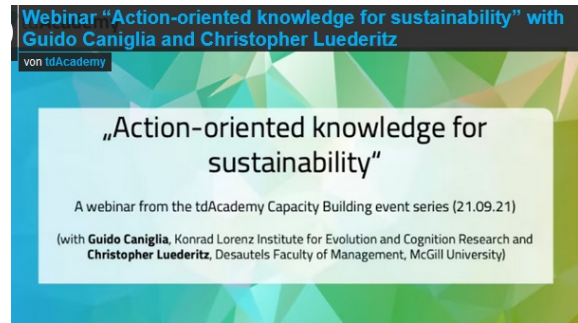 Webinar “Action-oriented knowledge for sustainability” with
Guido Caniglia and Christopher Luederitz
von tdAcademy
„Action-oriented knowledge for
sustainability“
A webinar from the tdAcademy Capacity Building event series (21.09.21)
(with Guido Caniglia, Konrad Lorenz Institute for Evolution and Cognition Research and
Christopher Luederitz, Desautels Faculty of Management, McGill University)